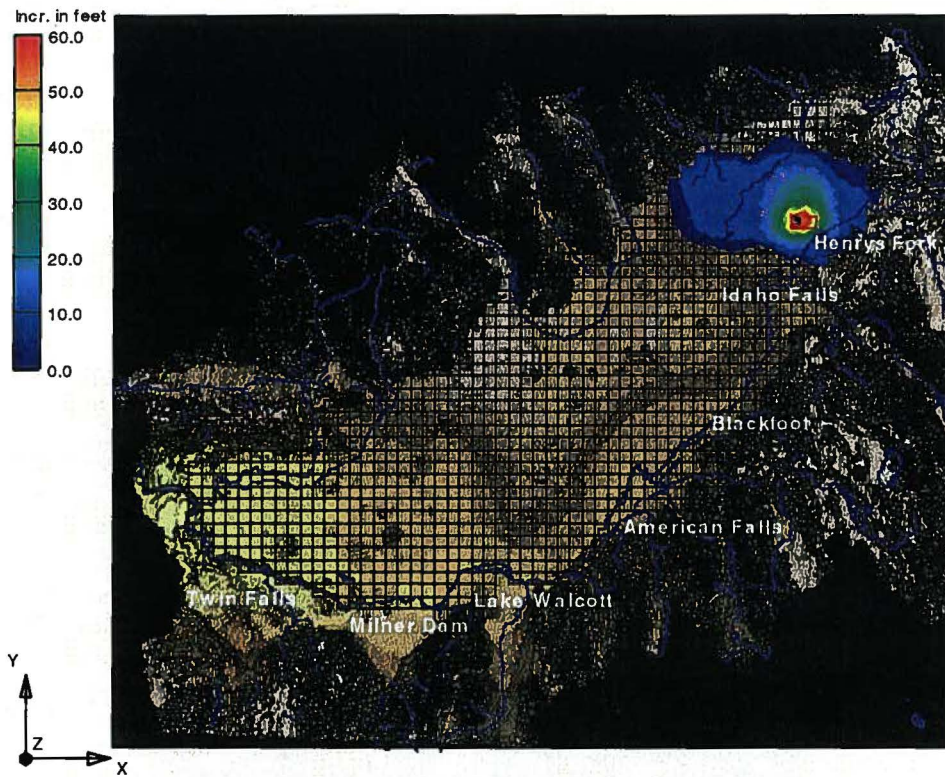 Incr. in feet
60.0
50.0
40.0
30.0
20.0
10.0
0.0
Henrys Fork
Idaho Falls
Blackfoot
American Falls
Twin Falls
Lake Walcott
Milner Dam
Y
Z
X